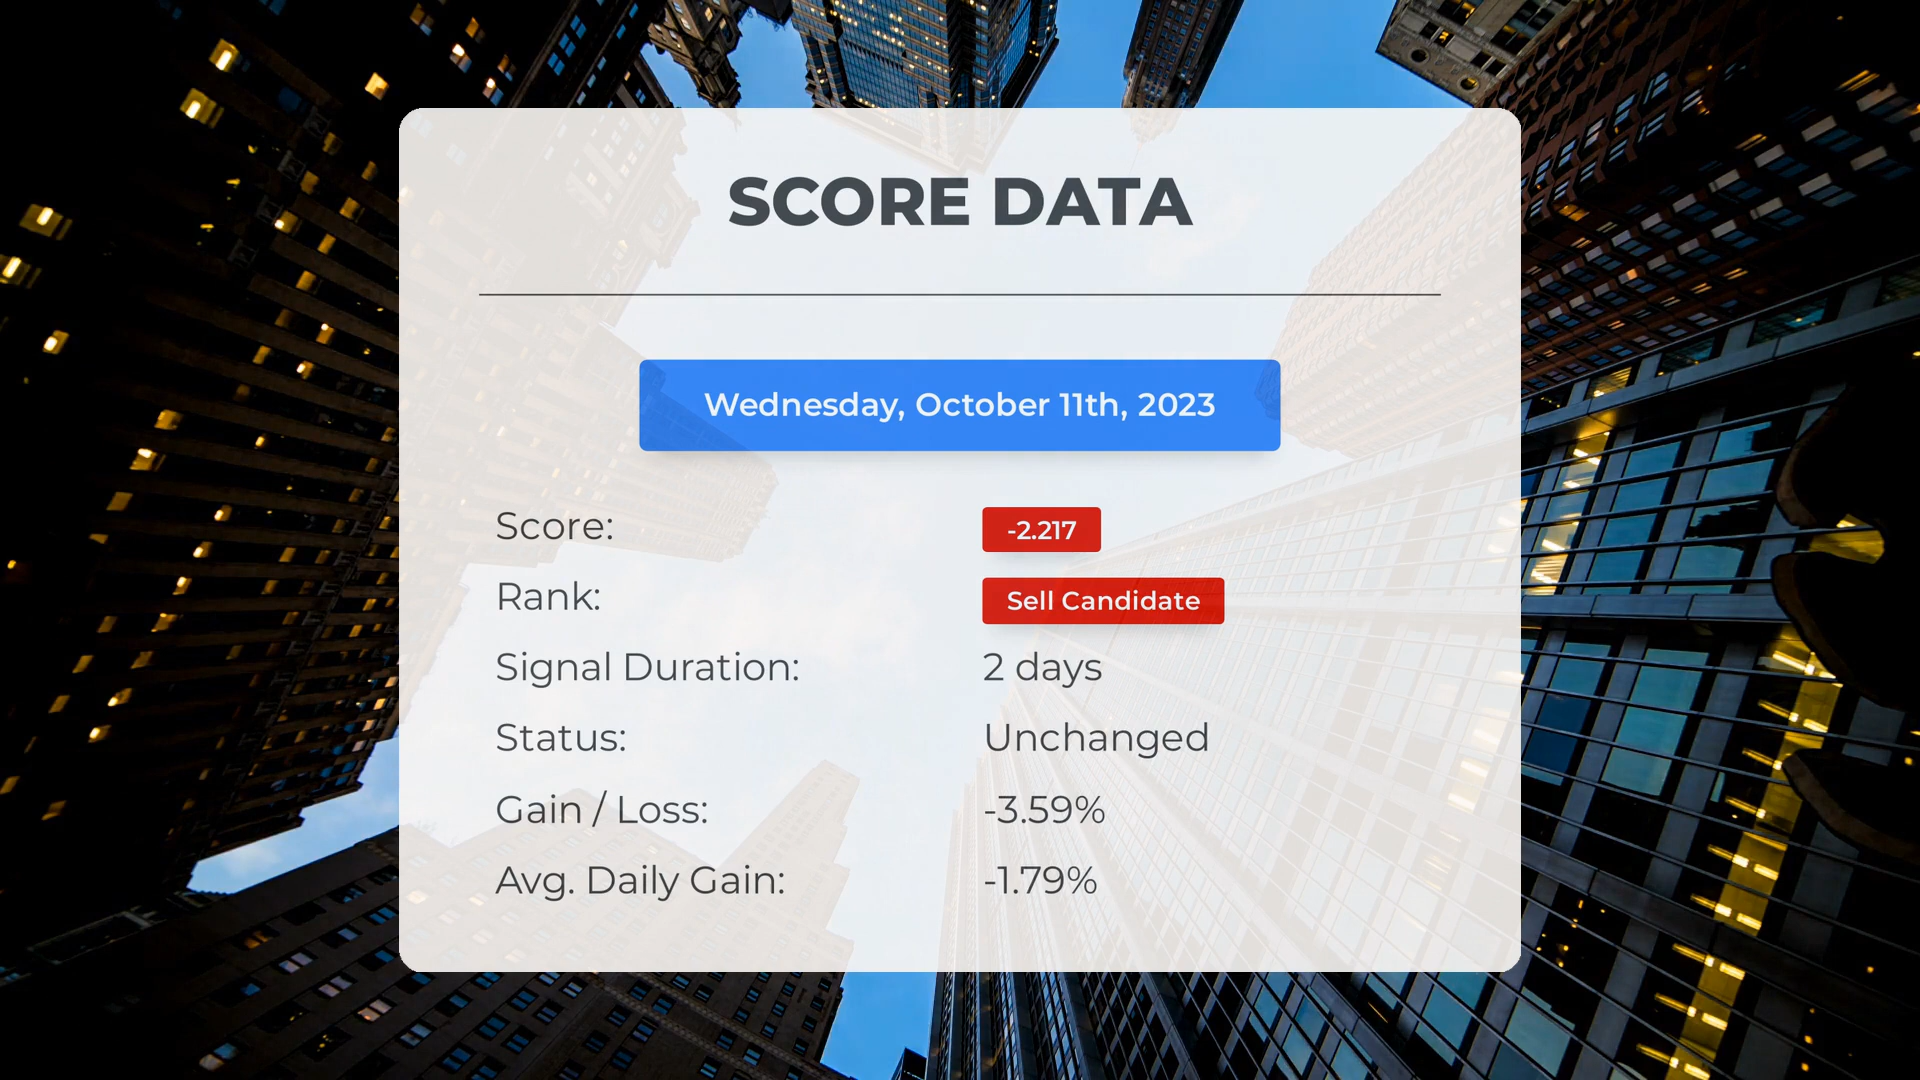 SCORE DATA
Wednesday, October 11th, 2023
Score: -2.217
Rank: Sell Candidate
Signal Duration: 2 days
Status: Unchanged
Gain / Loss: -3.59%
Avg. Daily Gain: -1.79%